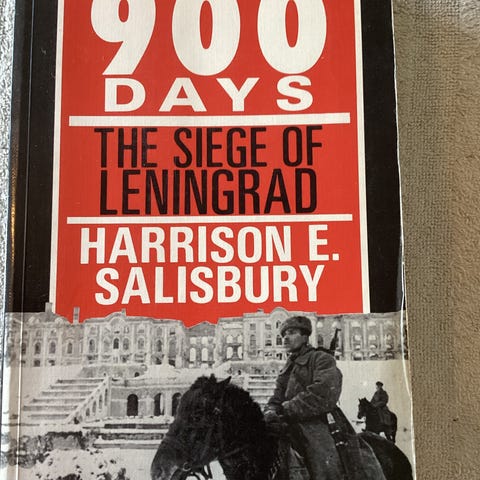 900
DAYS
THE SIEGE OF
LENINGRAD
HARRISON E.
SALISBURY